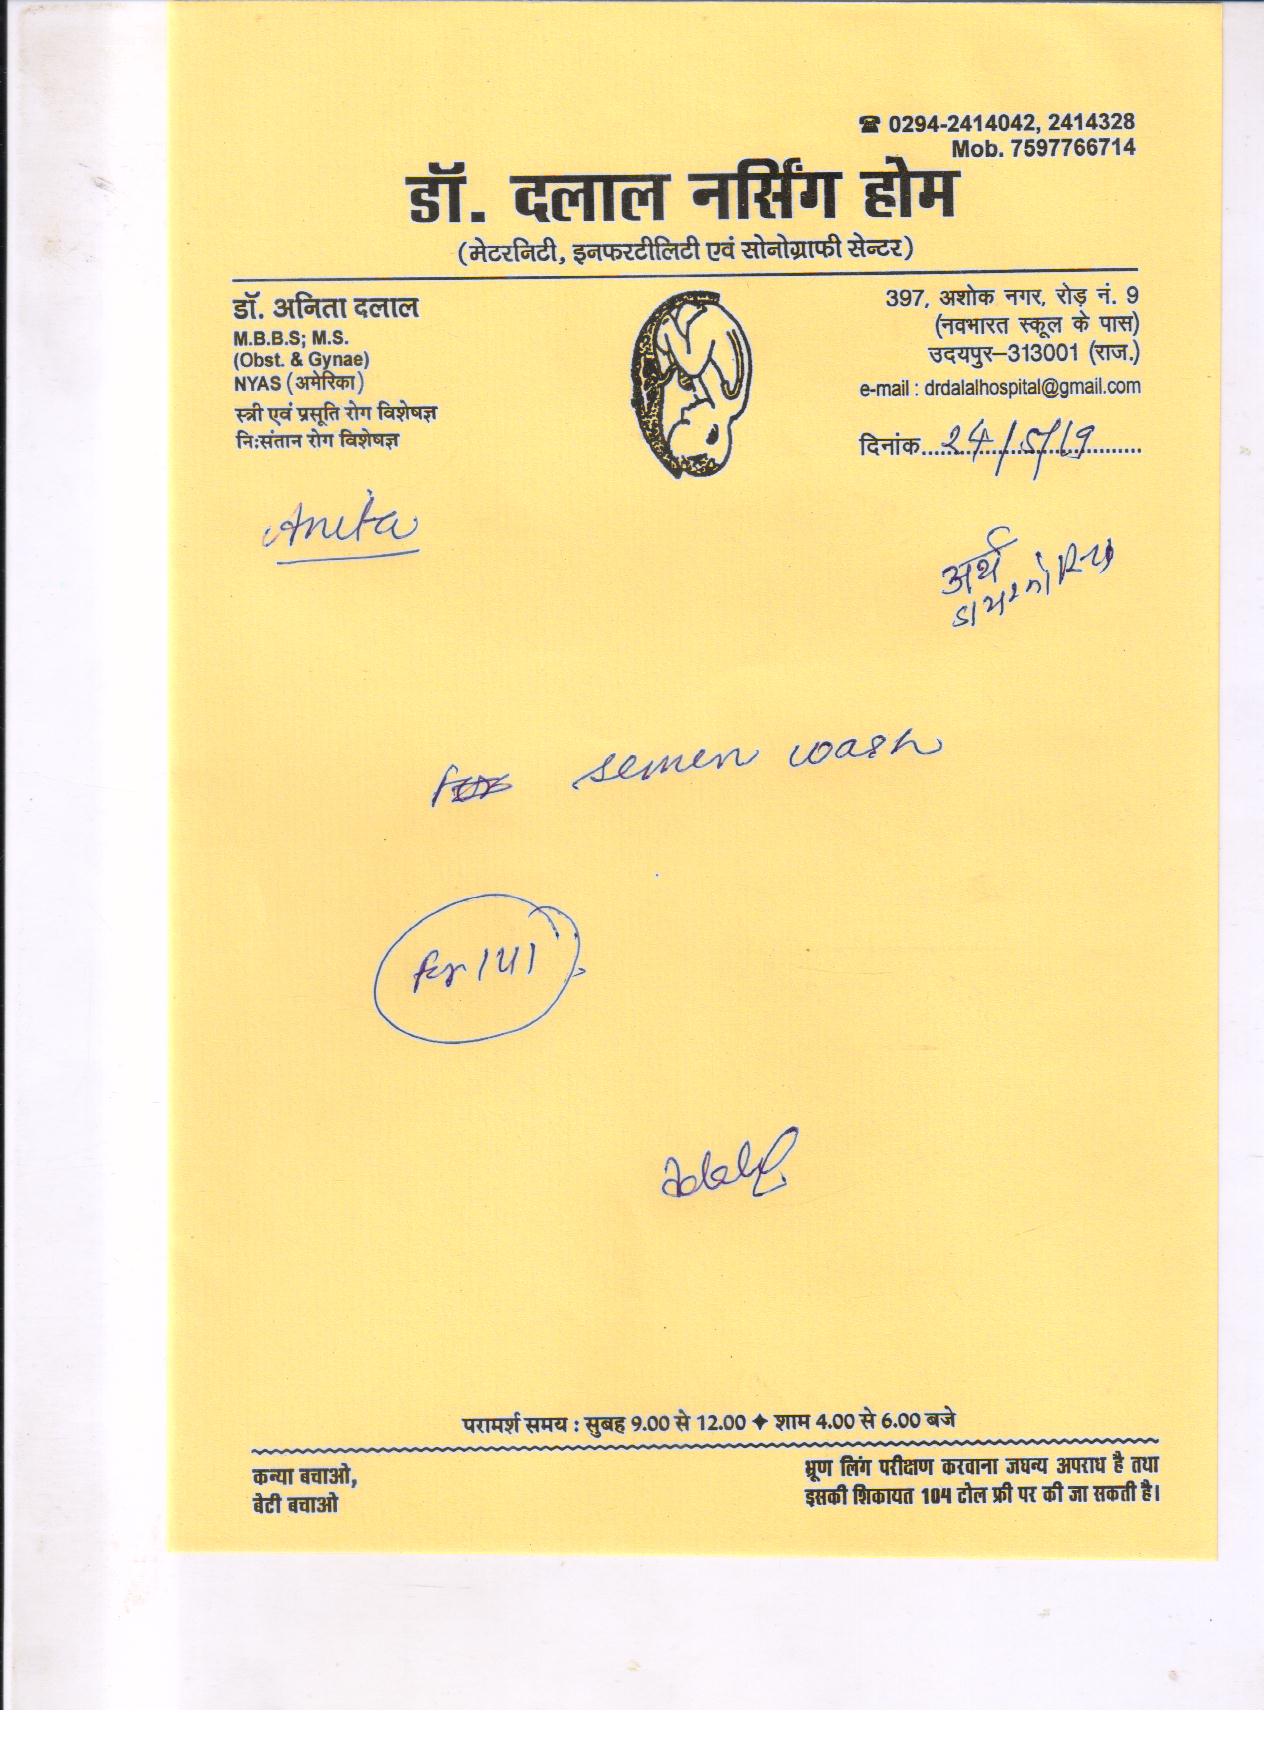 ☎ 0294-2414042, 2414328
Mob. 7597766714
डॉ. दलाल नर्सिंग होम
(मेटरनिटी, इनफरटीलिटी एवं सोनोग्राफी सेन्टर)
डॉ. अनिता दलाल
M.B.B.S; M.S.
(Obst. & Gynae)
NYAS (अमेरिका)
स्त्री एवं प्रसूति रोग विशेषज्ञ
नि:संतान रोग विशेषज्ञ
397, अशोक नगर, रोड़ नं. 9
(नवभारत स्कूल के पास)
उदयपुर–313001 (राज.)
e-mail : drdalalhospital@gmail.com
दिनांक 24/5/19
Anita
अर्थ
semen wash
for IUI
परामर्श समय : सुबह 9.00 से 12.00 ✦ शाम 4.00 से 6.00 बजे
कन्या बचाओ,
बेटी बचाओ
भ्रूण लिंग परीक्षण करवाना जघन्य अपराध है तथा
इसकी शिकायत 104 टोल फ्री पर की जा सकती है।